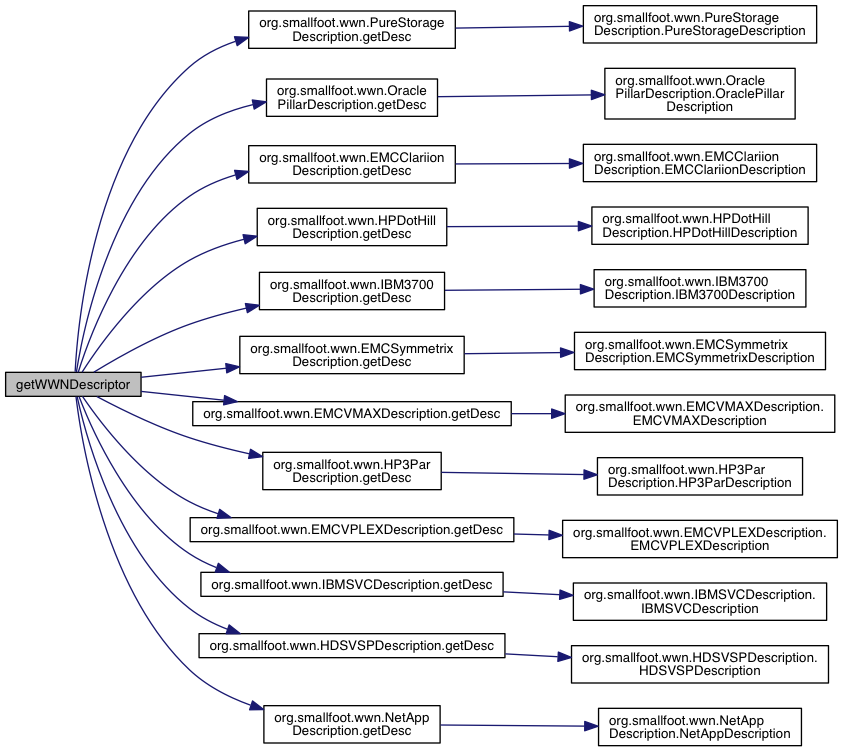 getWWNDescriptor
org.smallfoot.wwn.PureStorage
Description.getDesc
org.smallfoot.wwn.PureStorage
Description.PureStorageDescription
org.smallfoot.wwn.Oracle
PillarDescription.getDesc
org.smallfoot.wwn.Oracle
PillarDescription.OraclePillar
Description
org.smallfoot.wwn.EMCClariion
Description.getDesc
org.smallfoot.wwn.EMCClariion
Description.EMCClariionDescription
org.smallfoot.wwn.HPDotHill
Description.getDesc
org.smallfoot.wwn.HPDotHill
Description.HPDotHillDescription
org.smallfoot.wwn.IBM3700
Description.getDesc
org.smallfoot.wwn.IBM3700
Description.IBM3700Description
org.smallfoot.wwn.EMCSymmetrix
Description.getDesc
org.smallfoot.wwn.EMCSymmetrix
Description.EMCSymmetrixDescription
org.smallfoot.wwn.EMCVMAXDescription.getDesc
org.smallfoot.wwn.EMCVMAXDescription.
EMCVMAXDescription
org.smallfoot.wwn.HP3Par
Description.getDesc
org.smallfoot.wwn.HP3Par
Description.HP3ParDescription
org.smallfoot.wwn.EMCVPLEXDescription.getDesc
org.smallfoot.wwn.EMCVPLEXDescription.
EMCVPLEXDescription
org.smallfoot.wwn.IBMSVCDescription.getDesc
org.smallfoot.wwn.IBMSVCDescription.
IBMSVCDescription
org.smallfoot.wwn.HDSVSPDescription.getDesc
org.smallfoot.wwn.HDSVSPDescription.
HDSVSPDescription
org.smallfoot.wwn.NetApp
Description.getDesc
org.smallfoot.wwn.NetApp
Description.NetAppDescription